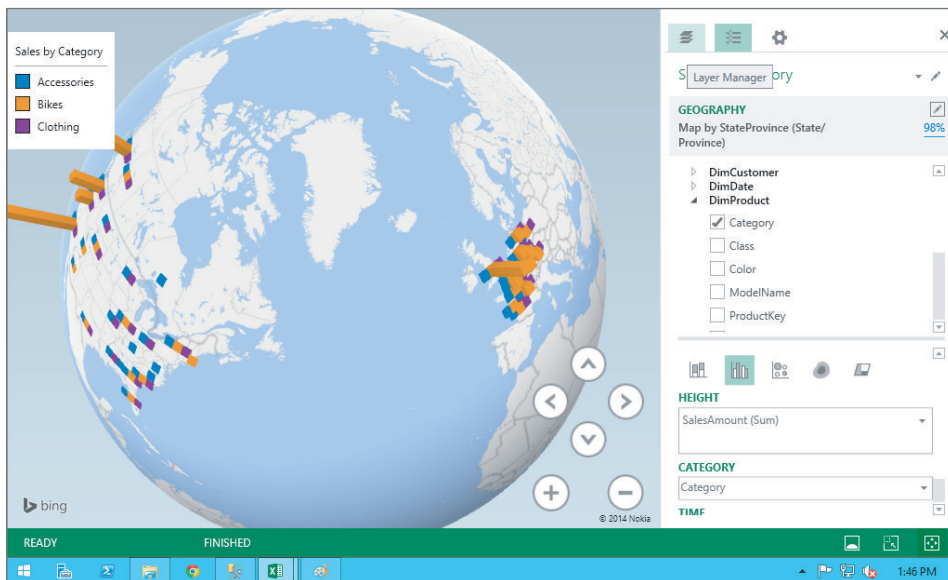 Sales by Category
Accessories
Bikes
Clothing
bing
© 2014 Nokia
S
ory
Layer Manager
GEOGRAPHY
Map by StateProvince (State/
Province)
98%
DimCustomer
DimDate
DimProduct
Category
Class
Color
ModelName
ProductKey
HEIGHT
SalesAmount (Sum)
CATEGORY
Category
TIME
READY
FINISHED
1:46 PM